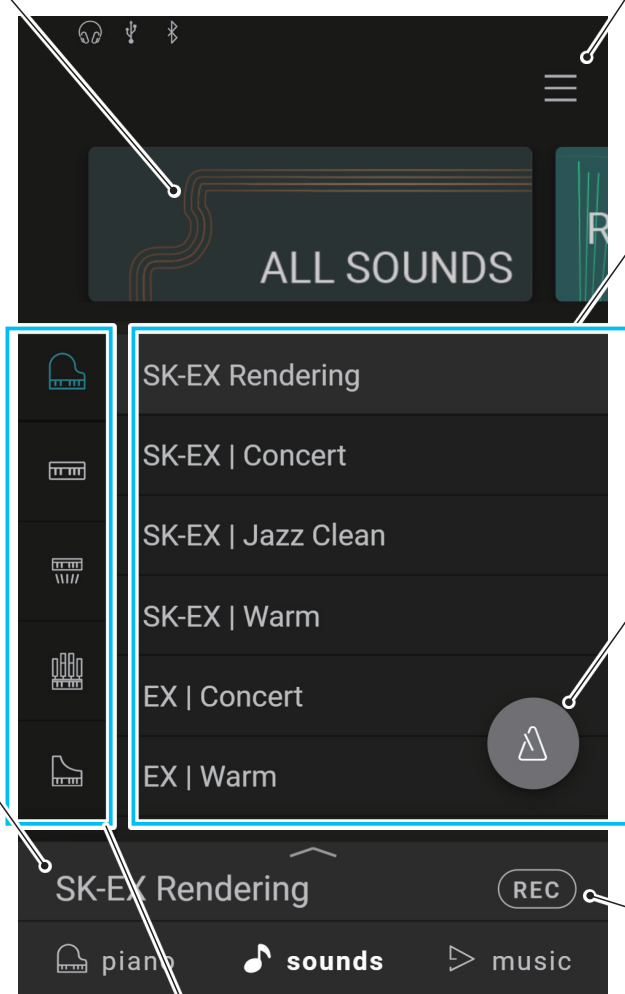 ALL SOUNDS
R
SK-EX Rendering
SK-EX | Concert
SK-EX | Jazz Clean
SK-EX | Warm
EX | Concert
EX | Warm
SK-EX Rendering
REC
piano
sounds
music